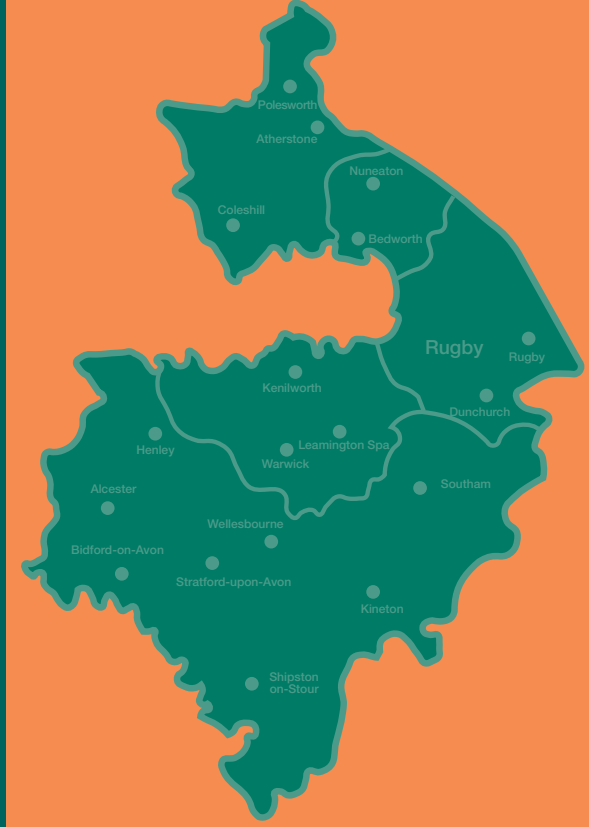 Polesworth
Atherstone
Nuneaton
Coleshill
Bedworth
Rugby
Rugby
Kenilworth
Dunchurch
Henley
Leamington Spa
Warwick
Southam
Alcester
Wellesbourne
Bidford-on-Avon
Stratford-upon-Avon
Kineton
Shipston
on-Stour